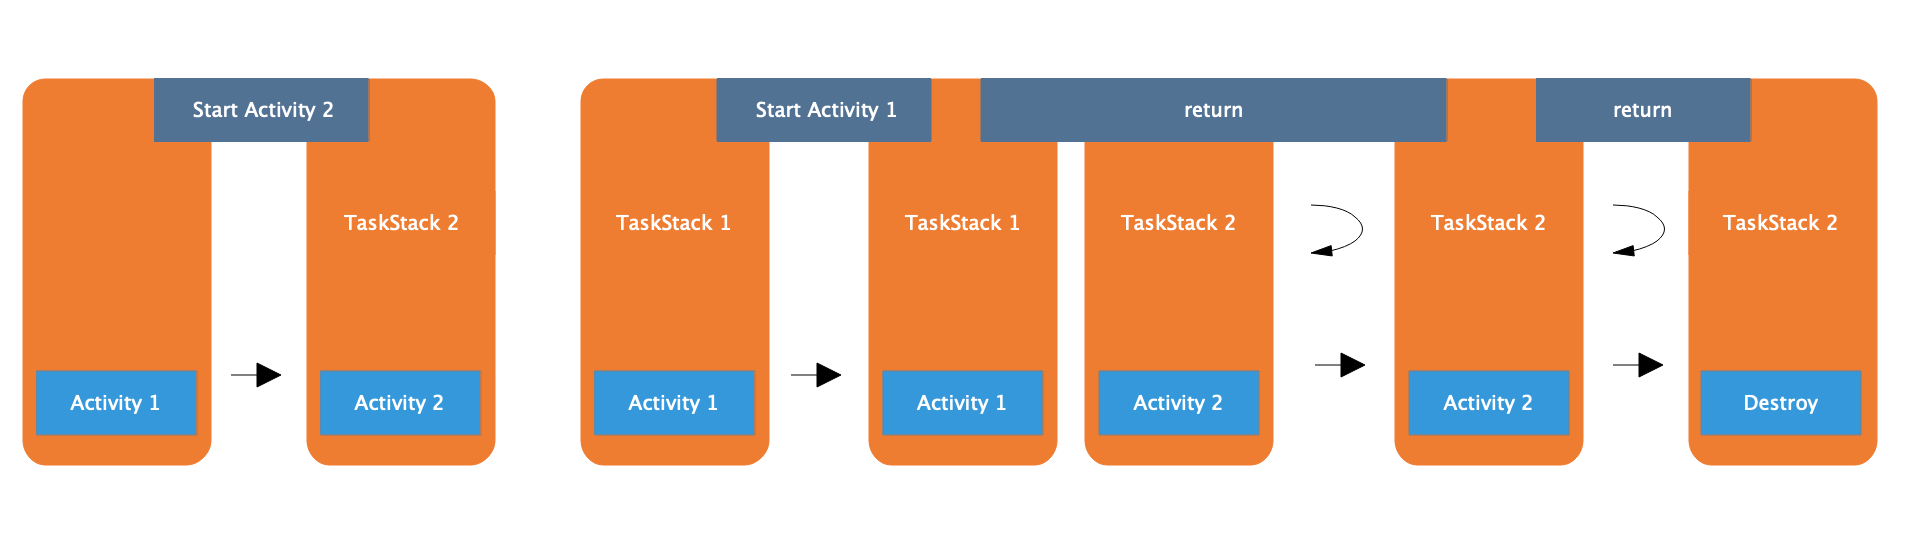 Start Activity 2
Start Activity 1
return
return
TaskStack 2
TaskStack 1
TaskStack 1
TaskStack 2
TaskStack 2
TaskStack 2
Activity 1
Activity 2
Activity 1
Activity 1
Activity 2
Activity 2
Destroy